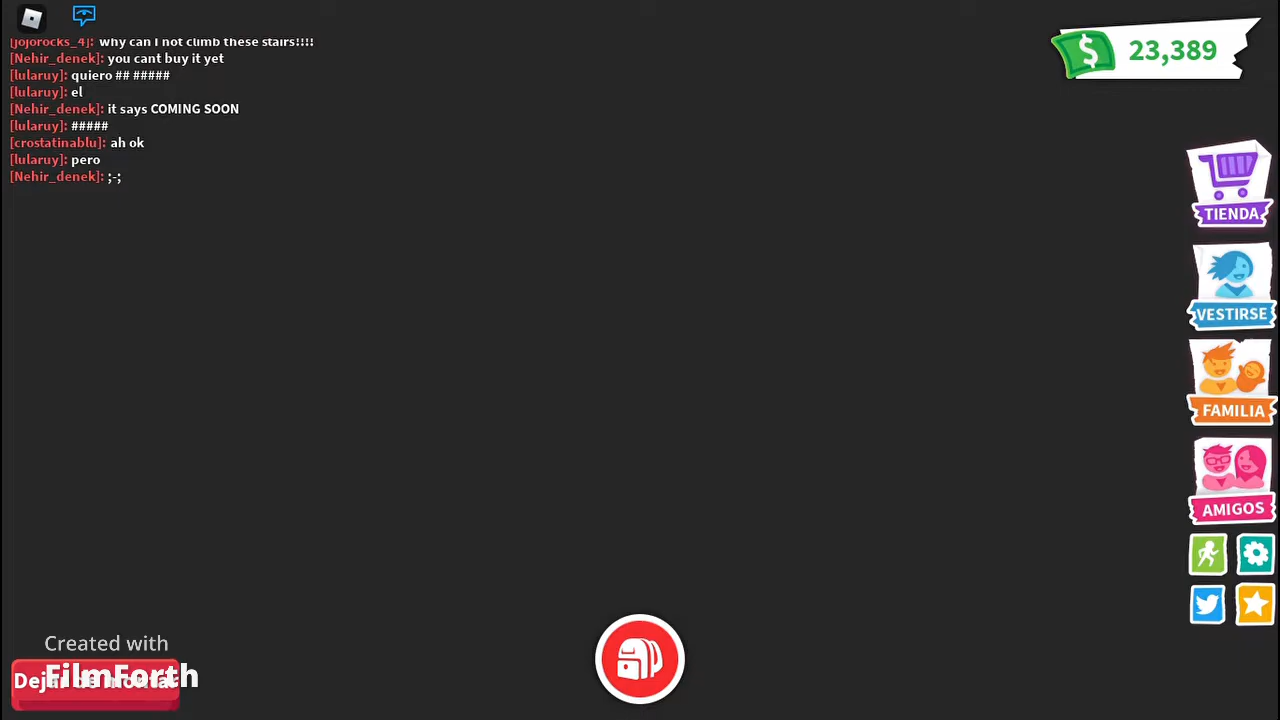 [jojorocks_4]: why can I not climb these stairs!!!!
[Nehir_denek]: you cant buy it yet
[lularuy]: quiero ## #####
[lularuy]: el
[Nehir_denek]: it says COMING SOON
[lularuy]: #####
[crostatinablu]: ah ok
[lularuy]: pero
[Nehir_denek]: ;-;
23,389
TIENDA
VESTIRSE
FAMILIA
AMIGOS
Created with
FilmForth